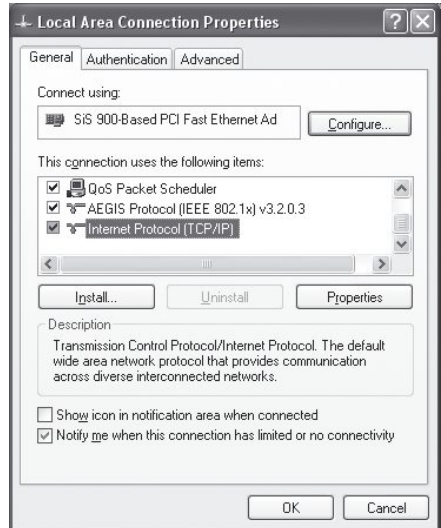 Local Area Connection Properties
General Authentication Advanced
Connect using:
SiS 900-Based PCI Fast Ethernet Ad Configure...
This connection uses the following items:
QoS Packet Scheduler
AEGIS Protocol (IEEE 802.1x) v3.2.0.3
Internet Protocol (TCP/IP)
Install... Uninstall Properties
Description
Transmission Control Protocol/Internet Protocol. The default
wide area network protocol that provides communication
across diverse interconnected networks.
Show icon in notification area when connected
Notify me when this connection has limited or no connectivity
OK Cancel